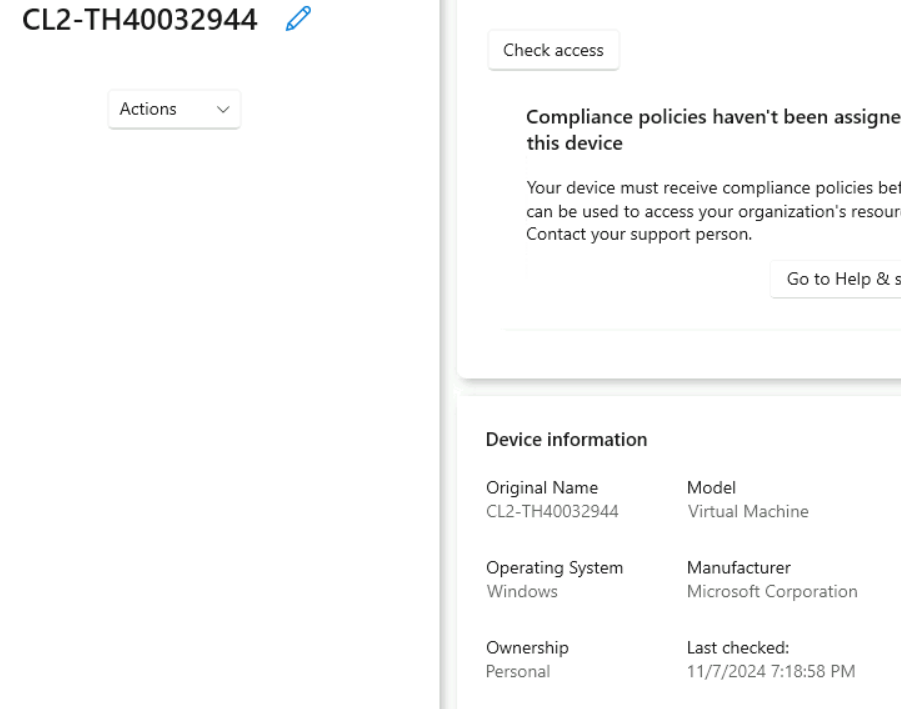 CL2-TH40032944
Actions
Check access
Compliance policies haven't been assigne
this device
Your device must receive compliance policies bef
can be used to access your organization's resour
Contact your support person.
Go to Help & s
Device information
Original Name
CL2-TH40032944
Model
Virtual Machine
Operating System
Windows
Manufacturer
Microsoft Corporation
Ownership
Personal
Last checked:
11/7/2024 7:18:58 PM